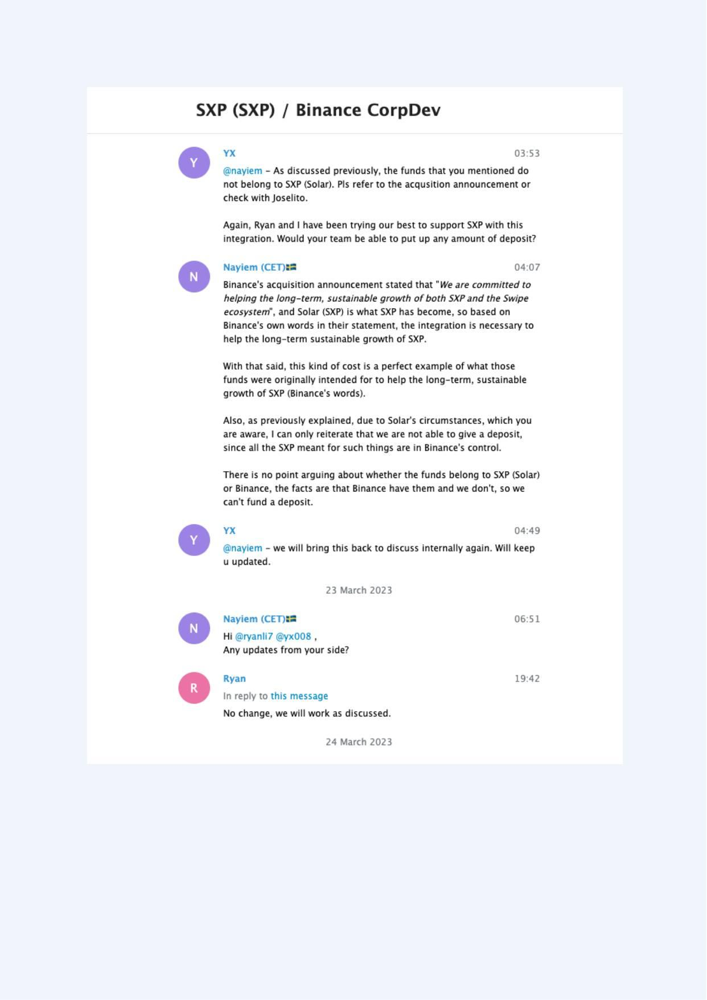 SXP (SXP) / Binance CorpDev
Y
YX
03:53
@nayiem – As discussed previously, the funds that you mentioned do
not belong to SXP (Solar). Pls refer to the acqusition announcement or
check with Joselito.
Again, Ryan and I have been trying our best to support SXP with this
integration. Would your team be able to put up any amount of deposit?
N
Nayiem (CET)🇸🇪
04:07
Binance's acquisition announcement stated that "We are committed to
helping the long-term, sustainable growth of both SXP and the Swipe
ecosystem", and Solar (SXP) is what SXP has become, so based on
Binance's own words in their statement, the integration is necessary to
help the long-term sustainable growth of SXP.
With that said, this kind of cost is a perfect example of what those
funds were originally intended for to help the long-term, sustainable
growth of SXP (Binance's words).
Also, as previously explained, due to Solar's circumstances, which you
are aware, I can only reiterate that we are not able to give a deposit,
since all the SXP meant for such things are in Binance's control.
There is no point arguing about whether the funds belong to SXP (Solar)
or Binance, the facts are that Binance have them and we don't, so we
can't fund a deposit.
Y
YX
04:49
@nayiem – we will bring this back to discuss internally again. Will keep
u updated.
23 March 2023
N
Nayiem (CET)🇸🇪
06:51
Hi @ryanli7 @yx008 ,
Any updates from your side?
R
Ryan
19:42
In reply to this message
No change, we will work as discussed.
24 March 2023